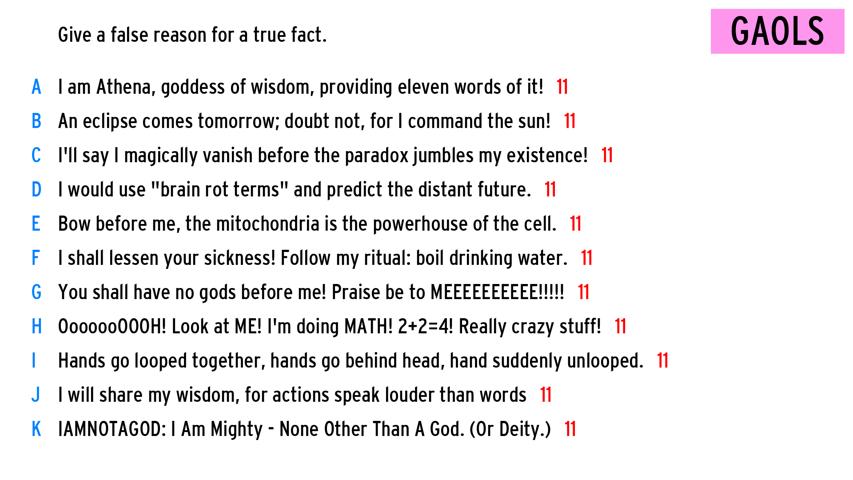 Give a false reason for a true fact.
GAOLS
A I am Athena, goddess of wisdom, providing eleven words of it! 11
B An eclipse comes tomorrow; doubt not, for I command the sun! 11
C I'll say I magically vanish before the paradox jumbles my existence! 11
D I would use "brain rot terms" and predict the distant future. 11
E Bow before me, the mitochondria is the powerhouse of the cell. 11
F I shall lessen your sickness! Follow my ritual: boil drinking water. 11
G You shall have no gods before me! Praise be to MEEEEEEEEEE!!!!! 11
H OoooooOOOH! Look at ME! I'm doing MATH! 2+2=4! Really crazy stuff! 11
I Hands go looped together, hands go behind head, hand suddenly unlooped. 11
J I will share my wisdom, for actions speak louder than words 11
K IAMNOTAGOD: I Am Mighty - None Other Than A God. (Or Deity.) 11